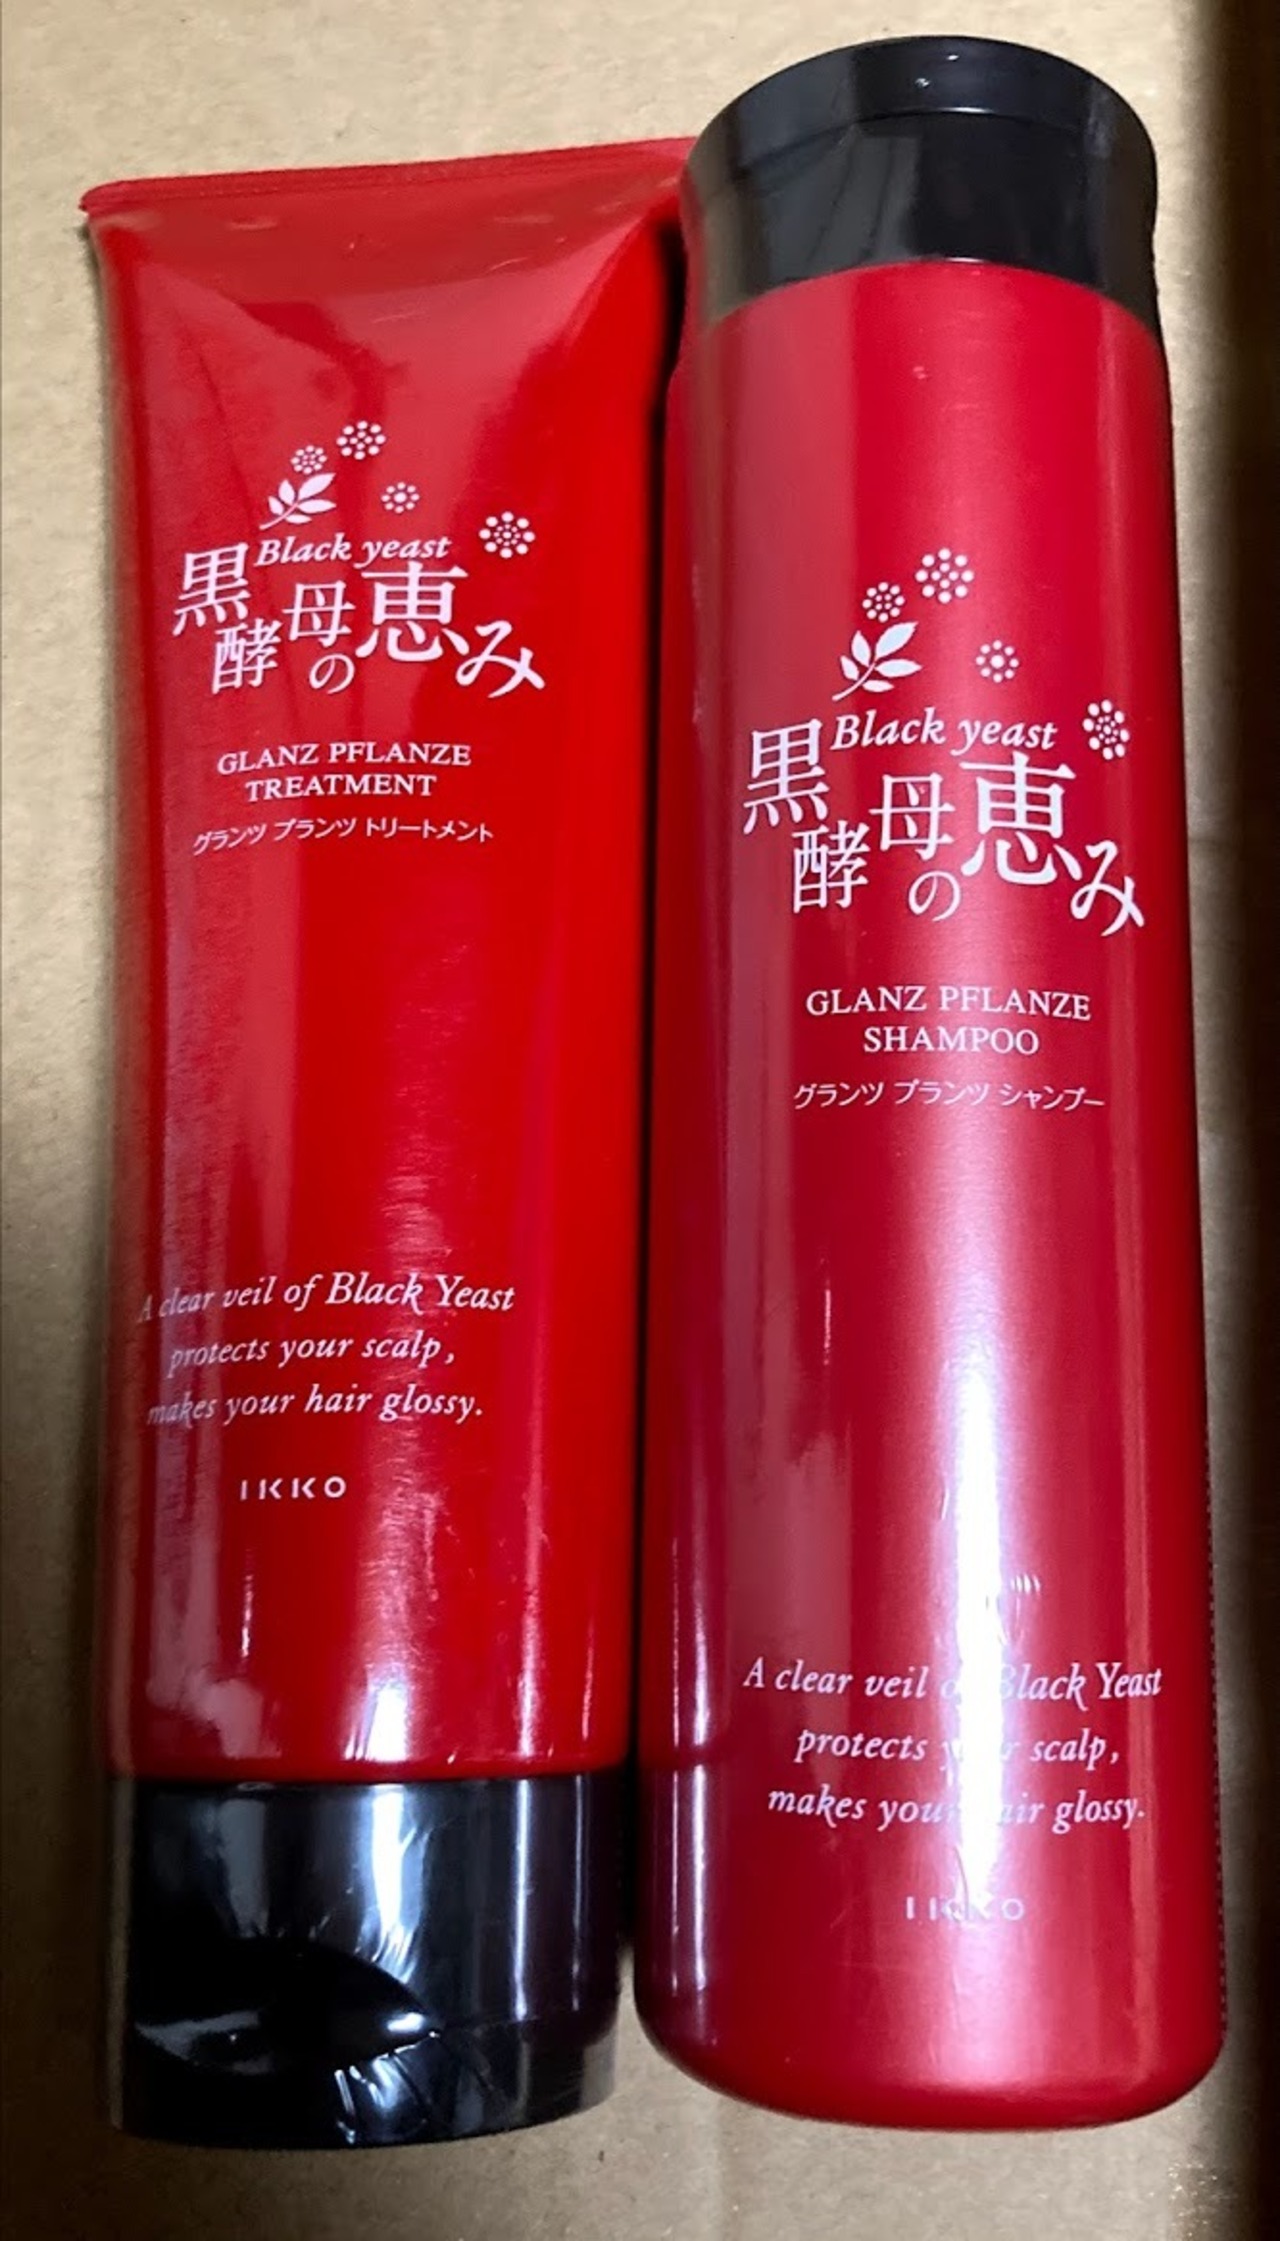 Black yeast
黒酵母の恵み
GLANZ PFLANZE
TREATMENT
グランツ プランツ トリートメント
A clear veil of Black Yeast
protects your scalp,
makes your hair glossy.
IKKO
Black yeast
黒酵母の恵み
GLANZ PFLANZE
SHAMPOO
グランツ プランツ シャンプー
A clear veil of Black Yeast
protects your scalp,
makes your hair glossy.
IKKO